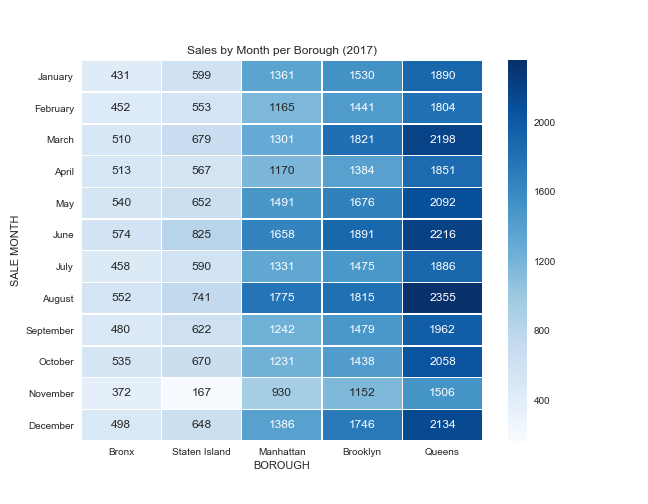 Sales by Month per Borough (2017)
January 431 599 1361 1530 1890
February 452 553 1165 1441 1804
March 510 679 1301 1821 2198
April 513 567 1170 1384 1851
May 540 652 1491 1676 2092
June 574 825 1658 1891 2216
July 458 590 1331 1475 1886
August 552 741 1775 1815 2355
September 480 622 1242 1479 1962
October 535 670 1231 1438 2058
November 372 167 930 1152 1506
December 498 648 1386 1746 2134
Bronx Staten Island Manhattan Brooklyn Queens
BOROUGH
SALE MONTH
2000
1600
1200
800
400